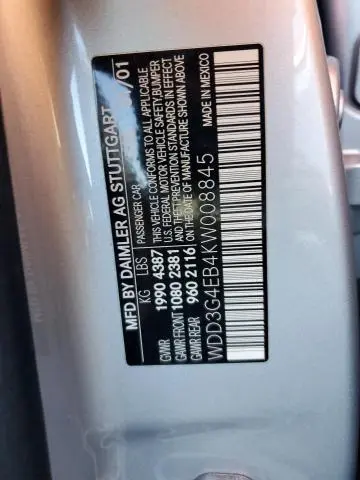 MFD BY DAIMLER AG STUTTGART /01
KG LBS PASSENGER CAR
GVWR 1990 4387 THIS VEHICLE CONFORMS TO ALL APPLICABLE
GAWR FRONT 1080 2381 U.S. FEDERAL MOTOR VEHICLE SAFETY, BUMPER
GAWR REAR 960 2116 AND THEFT PREVENTION STANDARDS IN EFFECT
ON THE DATE OF MANUFACTURE SHOWN ABOVE
WDD3G4EB4KW008845 MADE IN MEXICO